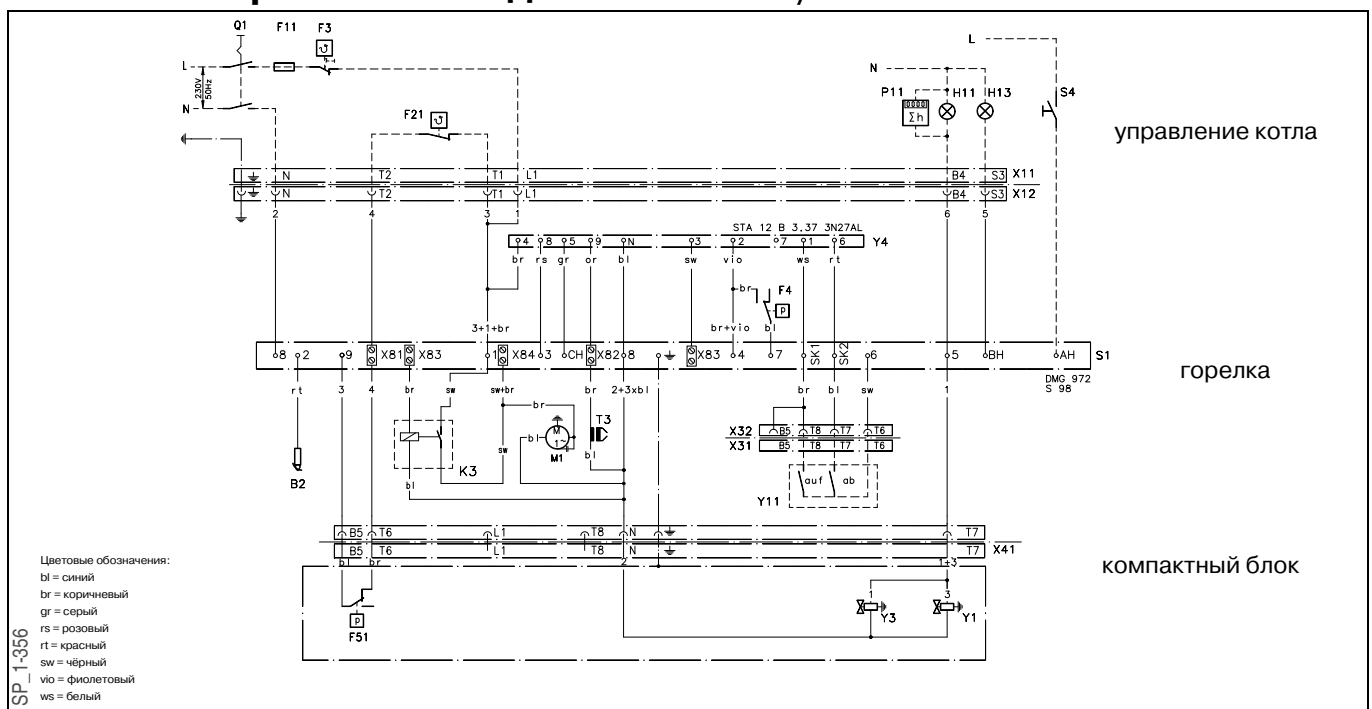 Q1 F11 F3
L
230V
50Hz
N
F21
L
N
P11 H11 H13 S4
Σh
управление котла
N T2 T1 L1 B4 S3 X11
N T2 T1 L1 B4 S3 X12
2 4 3 1 6 5
STA 12 B 3.37 3N27AL
4 8 5 9 N 3 2 7 1 6 Y4
br rs gr or bl sw vio ws rt
br F4
P
3+1+br br+vio bl
8 2 9 X81 X83 1 X84 3 CH X82 8 X83 4 7 SK1 SK2 6 5 BH AH S1
DMG 972
S 98
горелка
rt 3 4 br sw sw+br br 2+3xbl br bl sw 1
br T3
bl M
1~
M1
sw bl
K3
bl
B2
X32 B5 T8 T7 T6
X31 B5 T8 T7 T6
auf ab
Y11
B5 T6 L1 T8 N T7
B5 T6 L1 T8 N T7 X41
bl br 2 1+3
компактный блок
1 3
Y3 Y1
P
F51
Цветовые обозначения:
bl = синий
br = коричневый
gr = серый
rs = розовый
rt = красный
sw = чёрный
vio = фиолетовый
ws = белый
SP_1-356